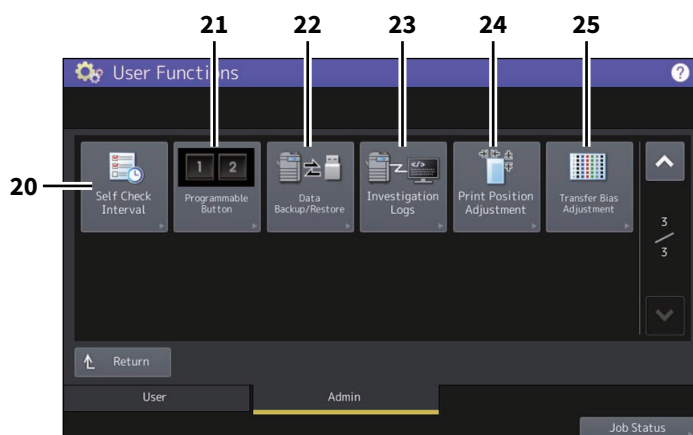 21 22 23 24 25
User Functions ?
20
1 2
</>
Self Check
Interval
Programmable
Button
Data
Backup/Restore
Investigation
Logs
Print Position
Adjustment
Transfer Bias
Adjustment
3
3
Return
User
Admin
Job Status